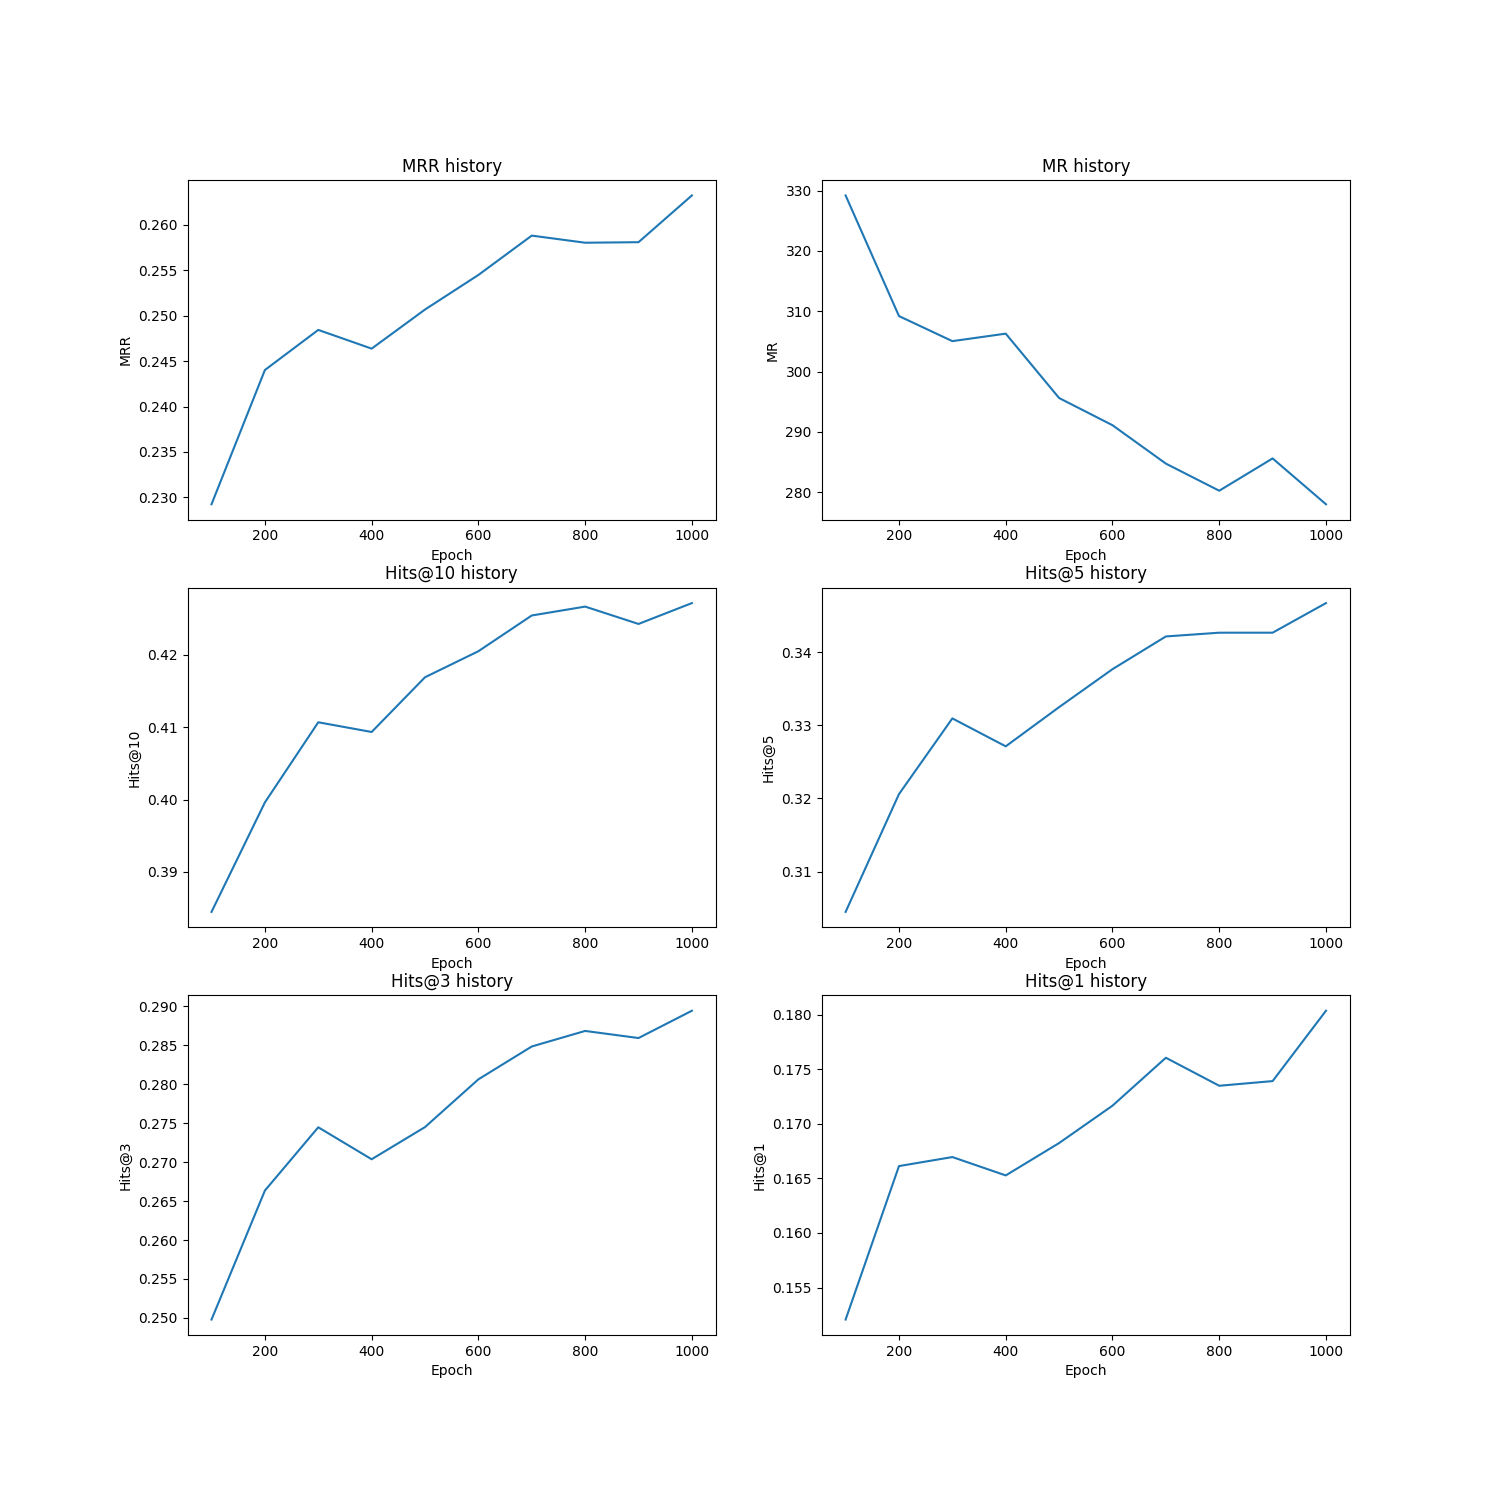 MRR history
MRR
0.260
0.255
0.250
0.245
0.240
0.235
0.230
200 400 600 800 1000
Epoch
MR history
MR
330
320
310
300
290
280
200 400 600 800 1000
Epoch
Hits@10 history
Hits@10
0.42
0.41
0.40
0.39
200 400 600 800 1000
Epoch
Hits@5 history
Hits@5
0.34
0.33
0.32
0.31
200 400 600 800 1000
Epoch
Hits@3 history
Hits@3
0.290
0.285
0.280
0.275
0.270
0.265
0.260
0.255
0.250
200 400 600 800 1000
Epoch
Hits@1 history
Hits@1
0.180
0.175
0.170
0.165
0.160
0.155
200 400 600 800 1000
Epoch